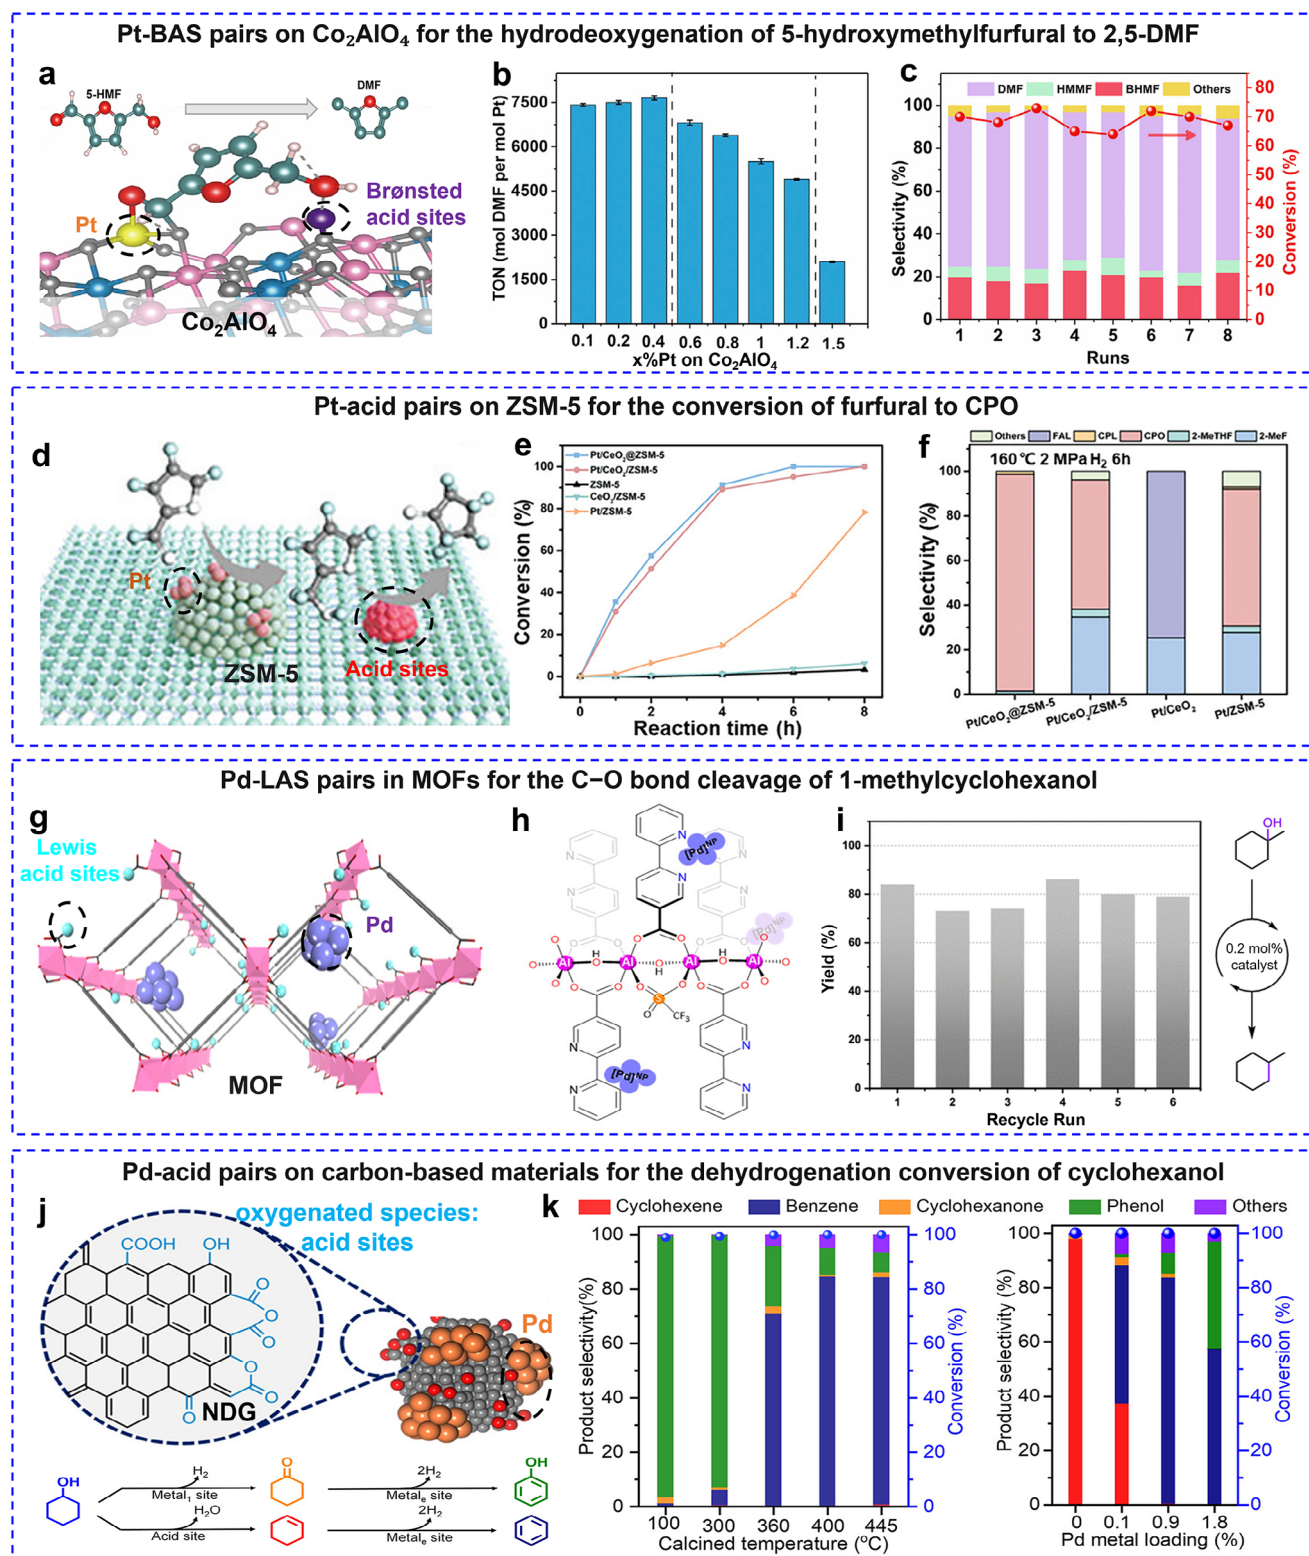 Pt-BAS pairs on Co₂AlO₄ for the hydrodeoxygenation of 5-hydroxymethylfurfural to 2,5-DMF
a
5-HMF
DMF
Brønsted
acid sites
Pt
Co₂AlO₄
b
TON (mol DMF per mol Pt)
7500
6000
4500
3000
1500
0
0.1 0.2 0.4 0.6 0.8 1 1.2 1.5
x%Pt on Co₂AlO₄
c
DMF HMMF BHMF Others
Selectivity (%)
100
80
60
40
20
0
80
70
60
50
40
30
20
10
0
Conversion (%)
1 2 3 4 5 6 7 8
Runs
Pt-acid pairs on ZSM-5 for the conversion of furfural to CPO
d
Pt
ZSM-5
Acid sites
e
Pt/CeO₂@ZSM-5
Pt/CeO₂/ZSM-5
ZSM-5
CeO₂/ZSM-5
Pt/ZSM-5
Conversion (%)
100
80
60
40
20
0
0 2 4 6 8
Reaction time (h)
f
Others FAL CPL CPO 2-MeTHF 2-MeF
160 °C 2 MPa H₂ 6h
Selectivity (%)
100
80
60
40
20
0
Pt/CeO₂@ZSM-5 Pt/CeO₂/ZSM-5 Pt/CeO₂ Pt/ZSM-5
Pd-LAS pairs in MOFs for the C−O bond cleavage of 1-methylcyclohexanol
g
Lewis
acid sites
Pd
MOF
h
N N N N
[Pd]NP
N N N
[Pd]NP
O O O O O O
O H H O
Al Al Al Al
O H O
O O O O O O
O S
CF₃
N N
N N
[Pd]NP
i
Yield (%)
100
80
60
40
20
0
1 2 3 4 5 6
Recycle Run
OH
0.2 mol%
catalyst
Pd-acid pairs on carbon-based materials for the dehydrogenation conversion of cyclohexanol
j
oxygenated species:
acid sites
COOH OH
O
O
O
O
O
O
NDG
Pd
OH
H₂
Metal₁ site
O
2H₂
Metalₑ site
OH
H₂O
Acid site
2H₂
Metalₑ site
k
Cyclohexene Benzene Cyclohexanone Phenol Others
Product selectivity(%)
100
80
60
40
20
0
100
80
60
40
20
0
Conversion (%)
100 300 360 400 445
Calcined temperature (°C)
Product selectivity (%)
100
80
60
40
20
0
100
80
60
40
20
0
Conversion (%)
0 0.1 0.9 1.8
Pd metal loading (%)